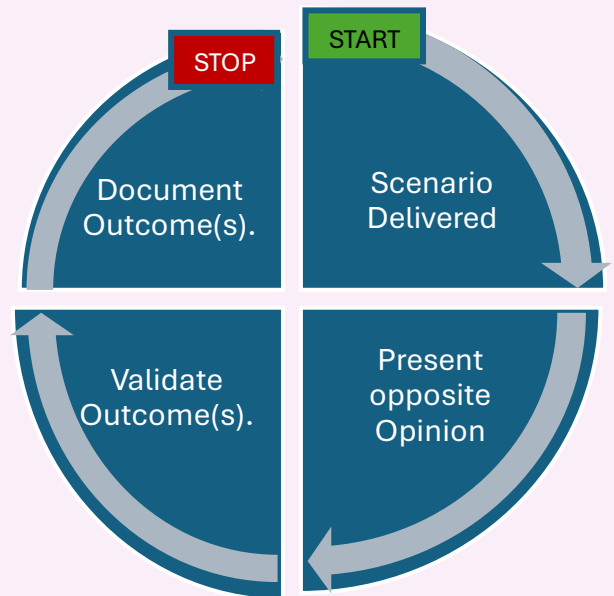 START
Scenario
Delivered
Present
opposite
Opinion
Validate
Outcome(s).
Document
Outcome(s).
STOP